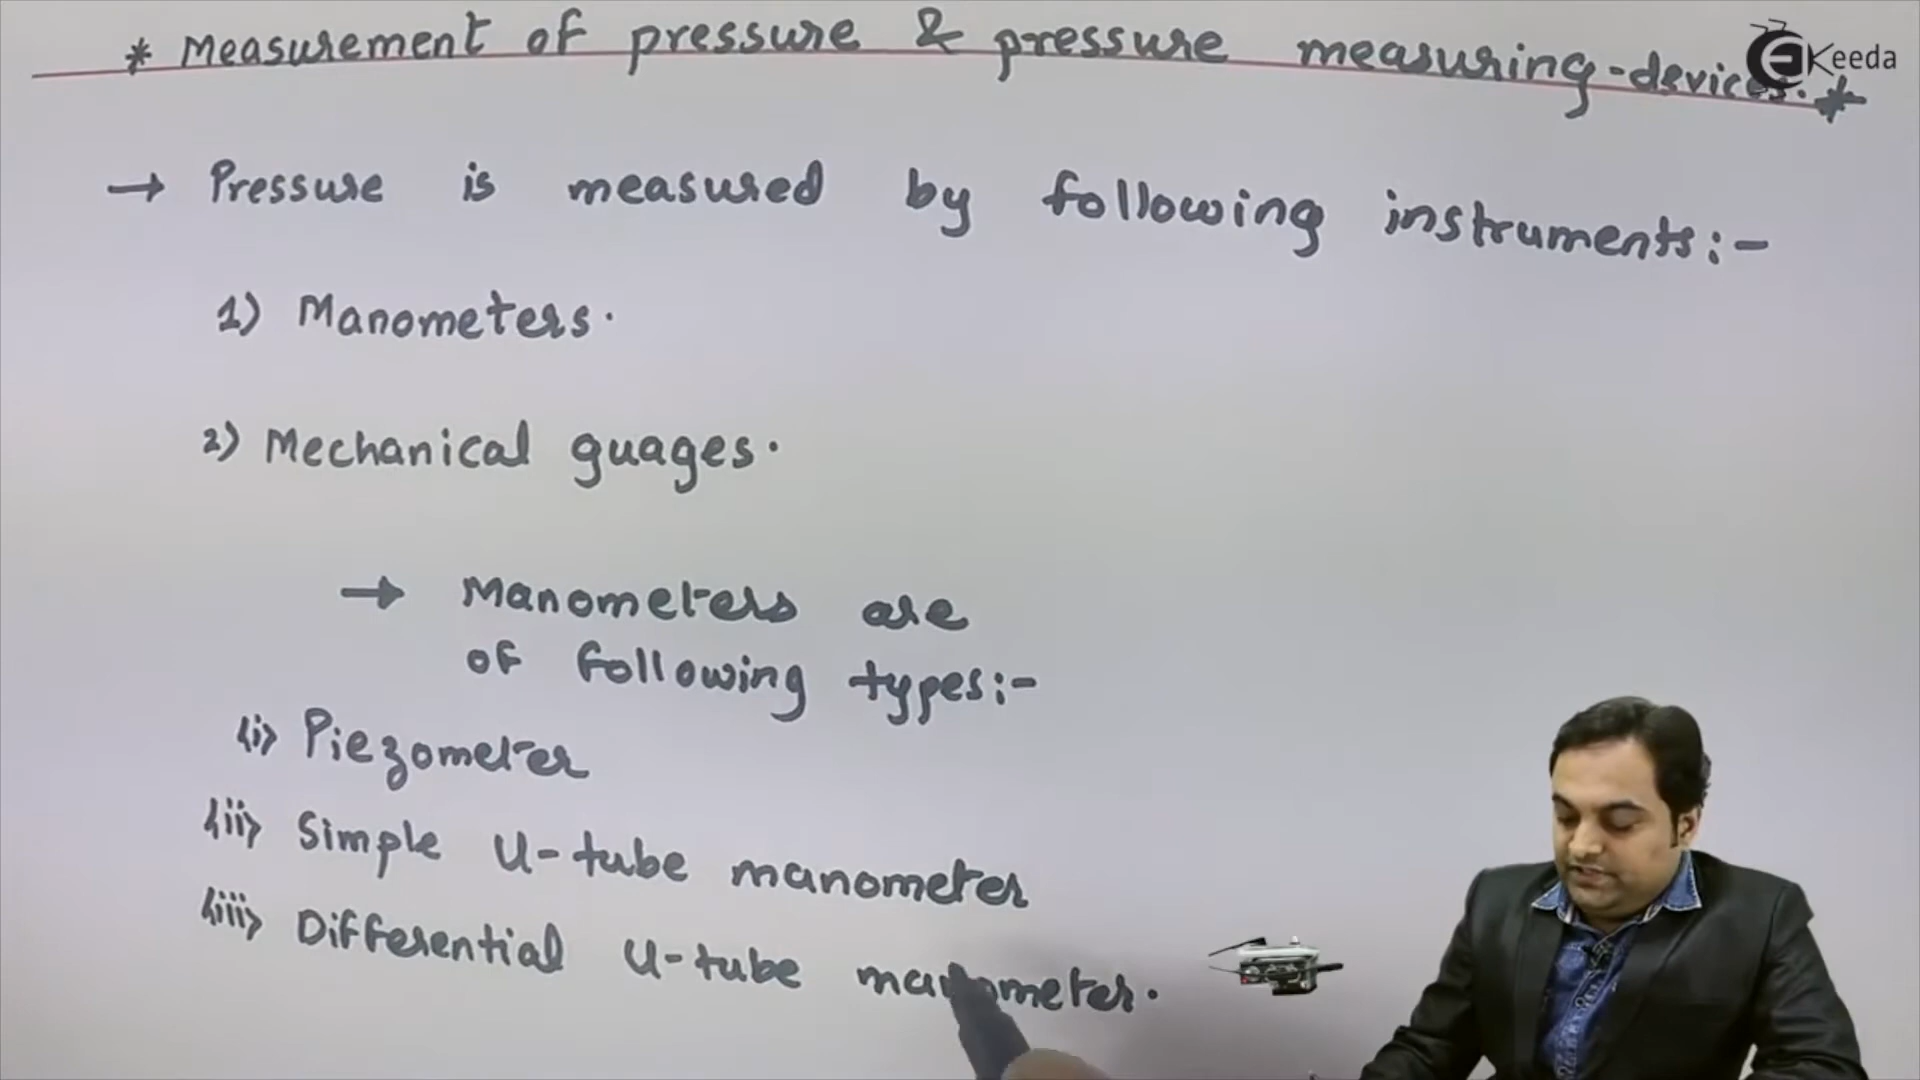 * Measurement of pressure & pressure measuring-devices. *
EKeeda
→ Pressure is measured by following instruments:-
1) Manometers.
2) Mechanical guages.
→ Manometers are
of following types:-
(i) Piezometer
(ii) Simple U-tube manometer
(iii) Differential U-tube manometer.